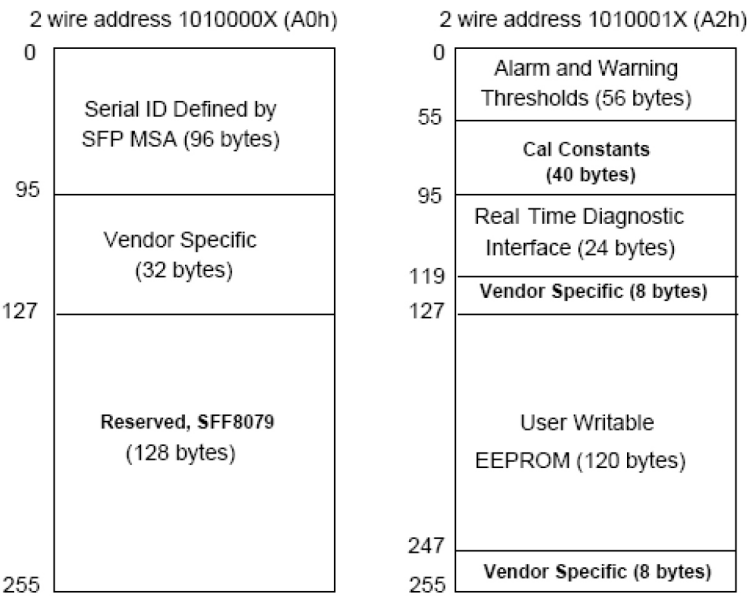 2 wire address 1010000X (A0h)
0
Serial ID Defined by
SFP MSA (96 bytes)
95
Vendor Specific
(32 bytes)
127
Reserved, SFF8079
(128 bytes)
255
2 wire address 1010001X (A2h)
0
Alarm and Warning
Thresholds (56 bytes)
55
Cal Constants
(40 bytes)
95
Real Time Diagnostic
Interface (24 bytes)
119
Vendor Specific (8 bytes)
127
User Writable
EEPROM (120 bytes)
247
Vendor Specific (8 bytes)
255